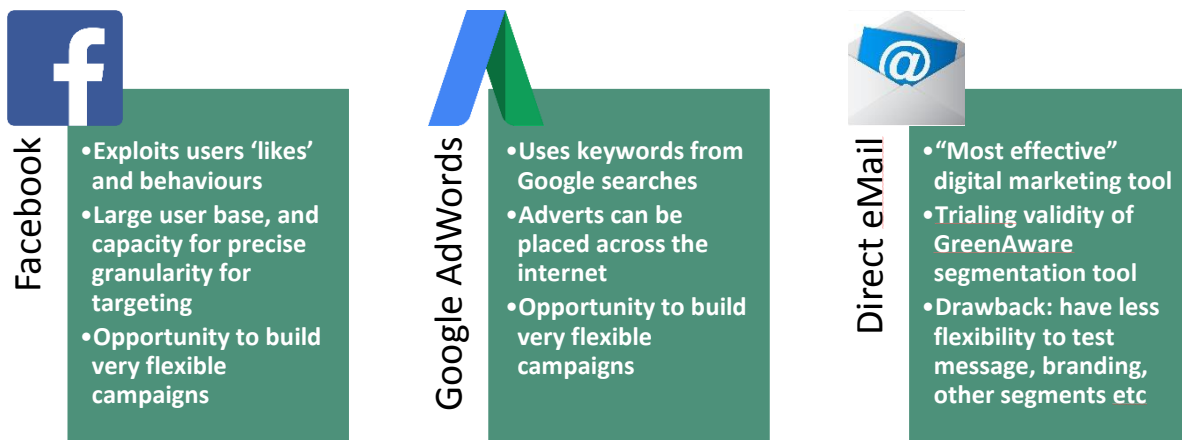 Facebook
•Exploits users ‘likes’
and behaviours
•Large user base, and
capacity for precise
granularity for
targeting
•Opportunity to build
very flexible
campaigns
Google AdWords
•Uses keywords from
Google searches
•Adverts can be
placed across the
internet
•Opportunity to build
very flexible
campaigns
Direct eMail
•“Most effective”
digital marketing tool
•Trialing validity of
GreenAware
segmentation tool
•Drawback: have less
flexibility to test
message, branding,
other segments etc